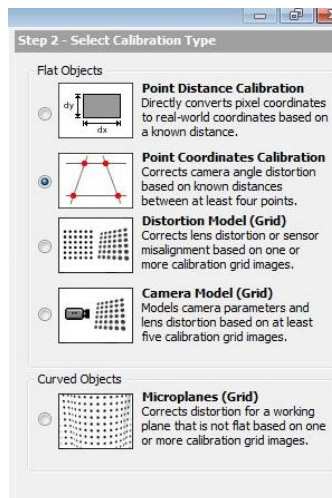 Step 2 - Select Calibration Type
Flat Objects
dy
dx
Point Distance Calibration
Directly converts pixel coordinates
to real-world coordinates based on
a known distance.
Point Coordinates Calibration
Corrects camera angle distortion
based on known distances
between at least four points.
Distortion Model (Grid)
Corrects lens distortion or sensor
misalignment based on one or
more calibration grid images.
Camera Model (Grid)
Models camera parameters and
lens distortion based on at least
five calibration grid images.
Curved Objects
Microplanes (Grid)
Corrects distortion for a working
plane that is not flat based on one
or more calibration grid images.